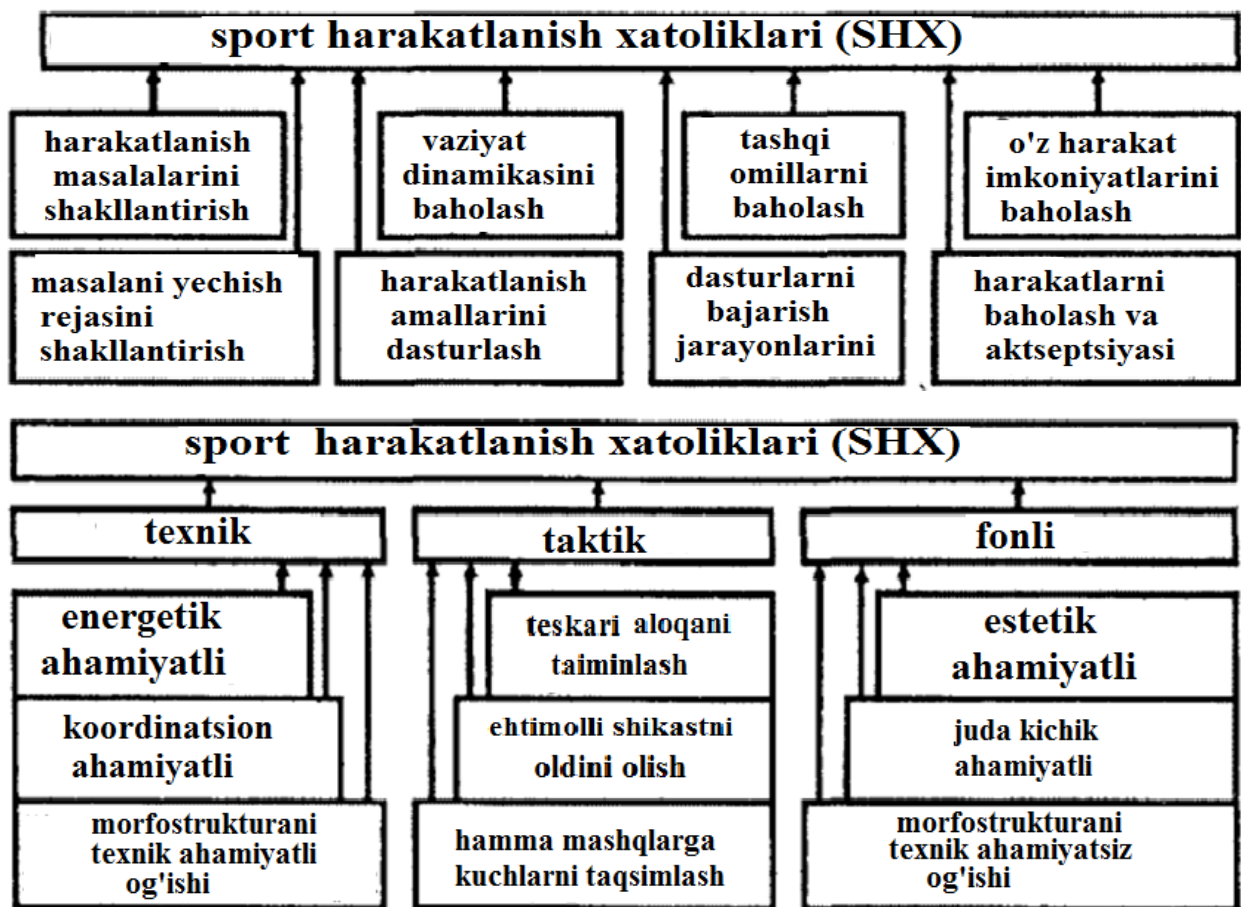 sport harakatlanish xatoliklari (SHX)
harakatlanish
masalalarini
shakllantirish
vaziyat
dinamikasini
baholash
tashqi
omillarni
baholash
o'z harakat
imkoniyatlarini
baholash
masalani yechish
rejasini
shakllantirish
harakatlanish
amallarini
dasturlash
dasturlarni
bajarish
jarayonlarini
harakatlarni
baholash va
aktseptsiyasi
sport harakatlanish xatoliklari (SHX)
texnik
taktik
fonli
energetik
ahamiyatli
koordinatsion
ahamiyatli
morfostrukturani
texnik ahamiyatli
og'ishi
teskari aloqani
taiminlash
ehtimolli shikastni
oldini olish
hamma mashqlarga
kuchlarni taqsimlash
estetik
ahamiyatli
juda kichik
ahamiyatli
morfostrukturani
texnik ahamiyatsiz
og'ishi